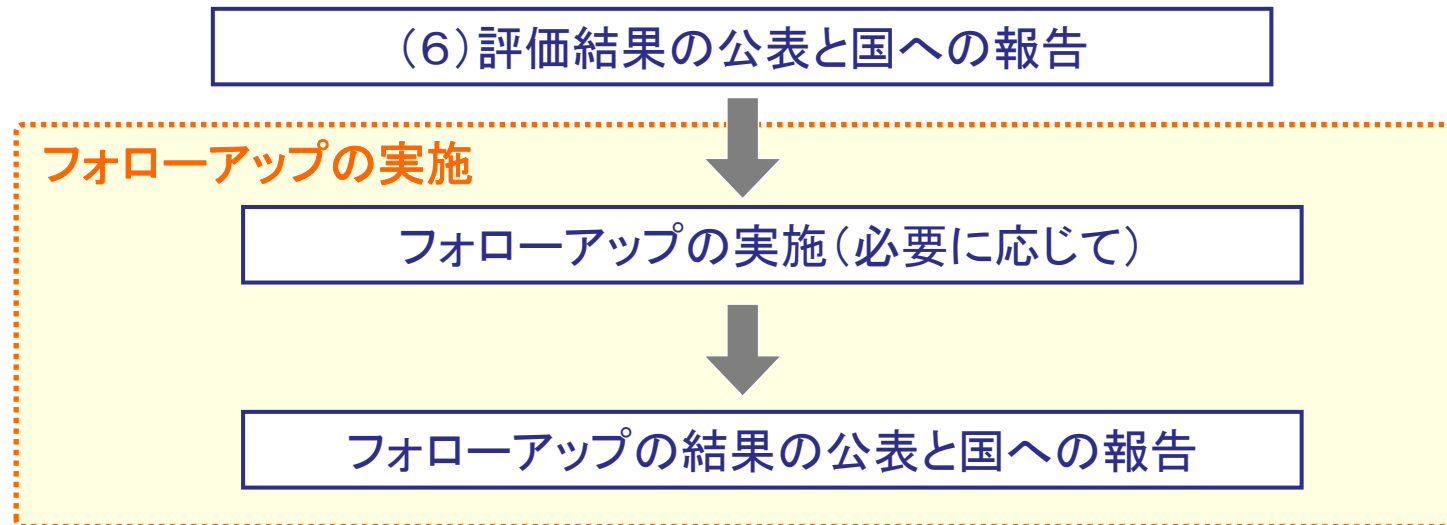 （６）評価結果の公表と国への報告
フォローアップの実施
フォローアップの実施（必要に応じて）
フォローアップの結果の公表と国への報告